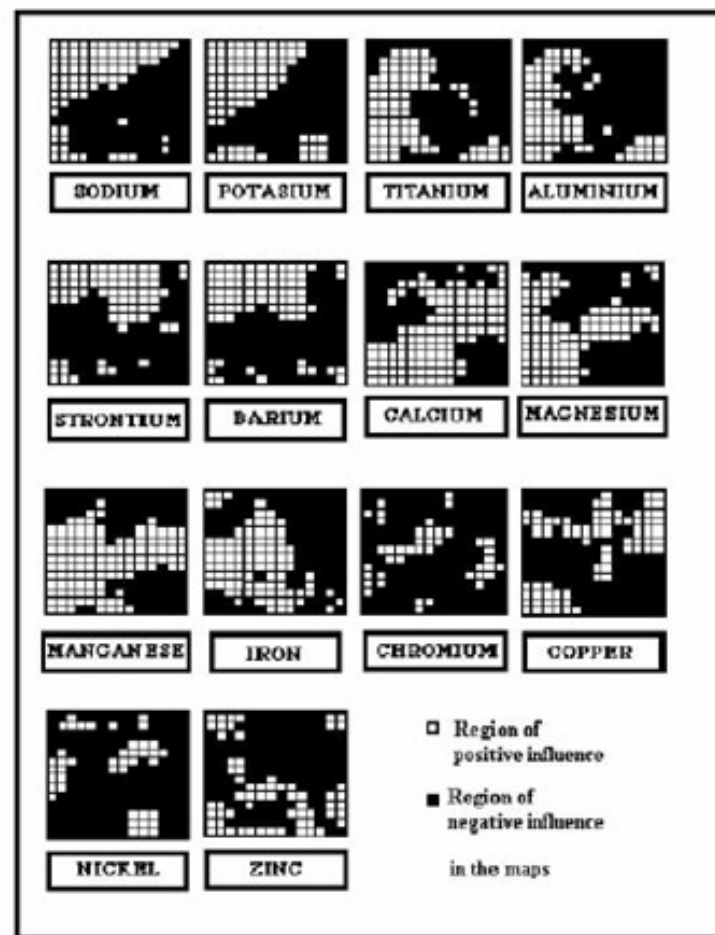 SODIUM
POTASIUM
TITANIUM
ALUMINIUM
STRONTIUM
BARIUM
CALCIUM
MAGNESIUM
MANGANESE
IRON
CHROMIUM
COPPER
NICKEL
ZINC
Region of
positive influence
Region of
negative influence
in the maps